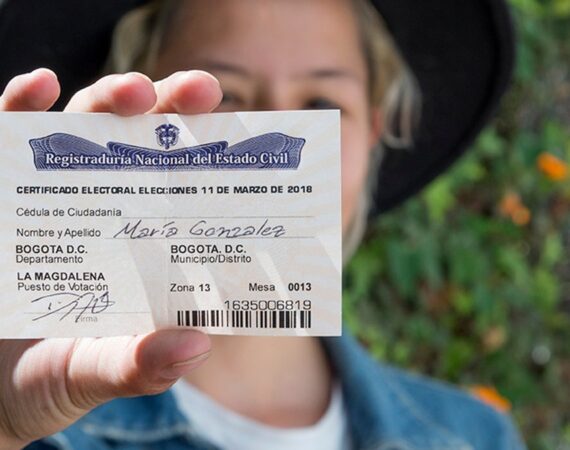 Registraduría Nacional del Estado Civil
CERTIFICADO ELECTORAL ELECCIONES 11 DE MARZO DE 2018
Cédula de Ciudadanía
Nombre y Apellido María Gonzalez
BOGOTA D.C. BOGOTA. D.C.
Departamento Municipio/Distrito
LA MAGDALENA
Puesto de Votación Zona 13 Mesa 0013
1635006819
Firma